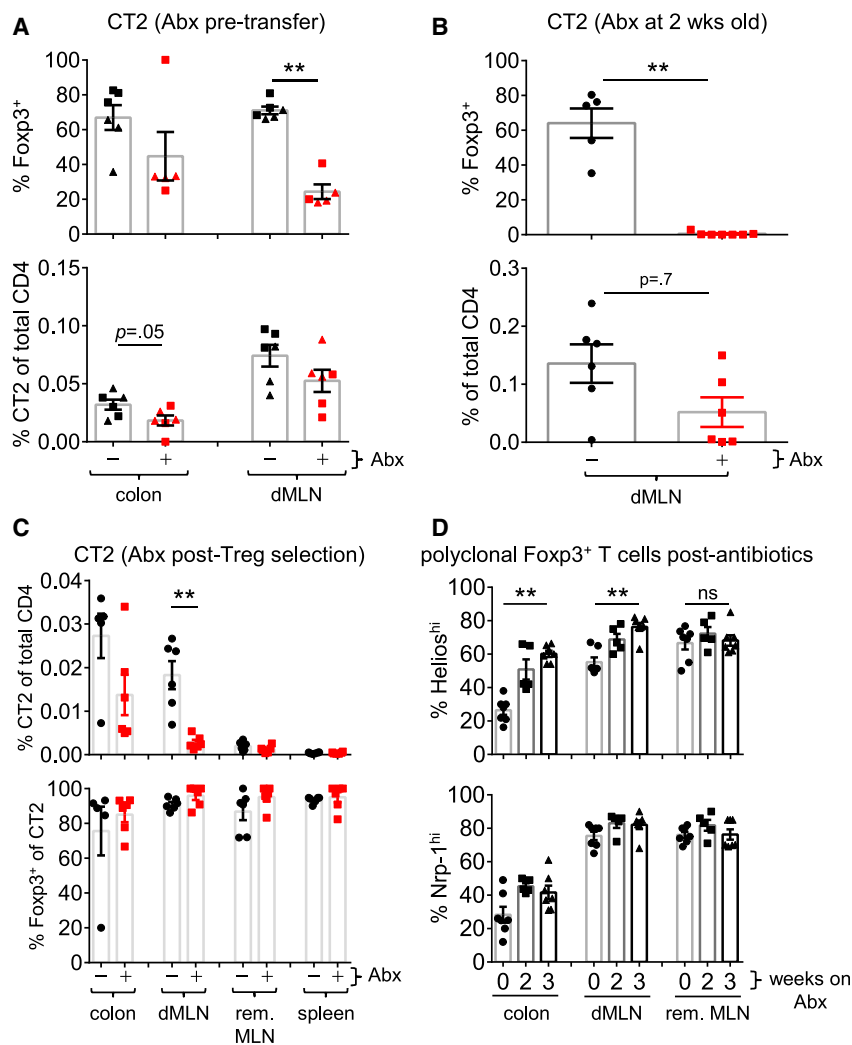 A
CT2 (Abx pre-transfer)
% Foxp3+
100
80
60
40
20
0
**
% CT2 of total CD4
0.15
0.10
0.05
0.00
p=.05
− + − + } Abx
colon dMLN
B
CT2 (Abx at 2 wks old)
% Foxp3+
100
80
60
40
20
0
**
% of total CD4
0.3
0.2
0.1
0.0
p=.7
− + } Abx
dMLN
C
CT2 (Abx post-Treg selection)
% CT2 of total CD4
0.04
0.03
0.02
0.01
0.00
**
% Foxp3+ of CT2
100
80
60
40
20
0
− + − + − + − + } Abx
colon dMLN rem. spleen
MLN
D
polyclonal Foxp3+ T cells post-antibiotics
% Helioshi
100
80
60
40
20
0
** ** ns
% Nrp-1hi
100
80
60
40
20
0
0 2 3 0 2 3 0 2 3 } weeks on
Abx
colon dMLN rem. MLN